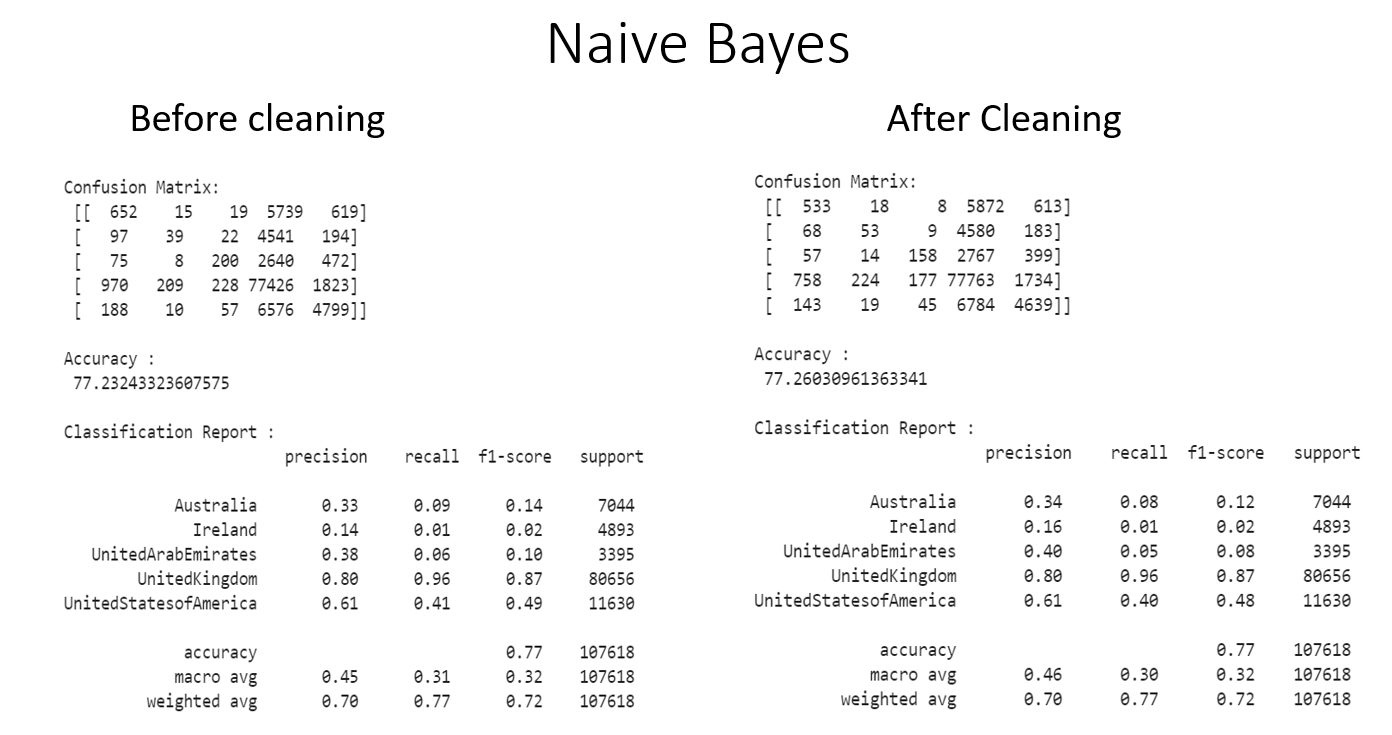 Naive Bayes
Before cleaning
Confusion Matrix:
[[ 652 15 19 5739 619]
[ 97 39 22 4541 194]
[ 75 8 200 2640 472]
[ 970 209 228 77426 1823]
[ 188 10 57 6576 4799]]
Accuracy :
77.23243323607575
Classification Report :
precision recall f1-score support
Australia 0.33 0.09 0.14 7044
Ireland 0.14 0.01 0.02 4893
UnitedArabEmirates 0.38 0.06 0.10 3395
UnitedKingdom 0.80 0.96 0.87 80656
UnitedStatesofAmerica 0.61 0.41 0.49 11630
accuracy 0.77 107618
macro avg 0.45 0.31 0.32 107618
weighted avg 0.70 0.77 0.72 107618
After Cleaning
Confusion Matrix:
[[ 533 18 8 5872 613]
[ 68 53 9 4580 183]
[ 57 14 158 2767 399]
[ 758 224 177 77763 1734]
[ 143 19 45 6784 4639]]
Accuracy :
77.26030961363341
Classification Report :
precision recall f1-score support
Australia 0.34 0.08 0.12 7044
Ireland 0.16 0.01 0.02 4893
UnitedArabEmirates 0.40 0.05 0.08 3395
UnitedKingdom 0.80 0.96 0.87 80656
UnitedStatesofAmerica 0.61 0.40 0.48 11630
accuracy 0.77 107618
macro avg 0.46 0.30 0.32 107618
weighted avg 0.70 0.77 0.72 107618